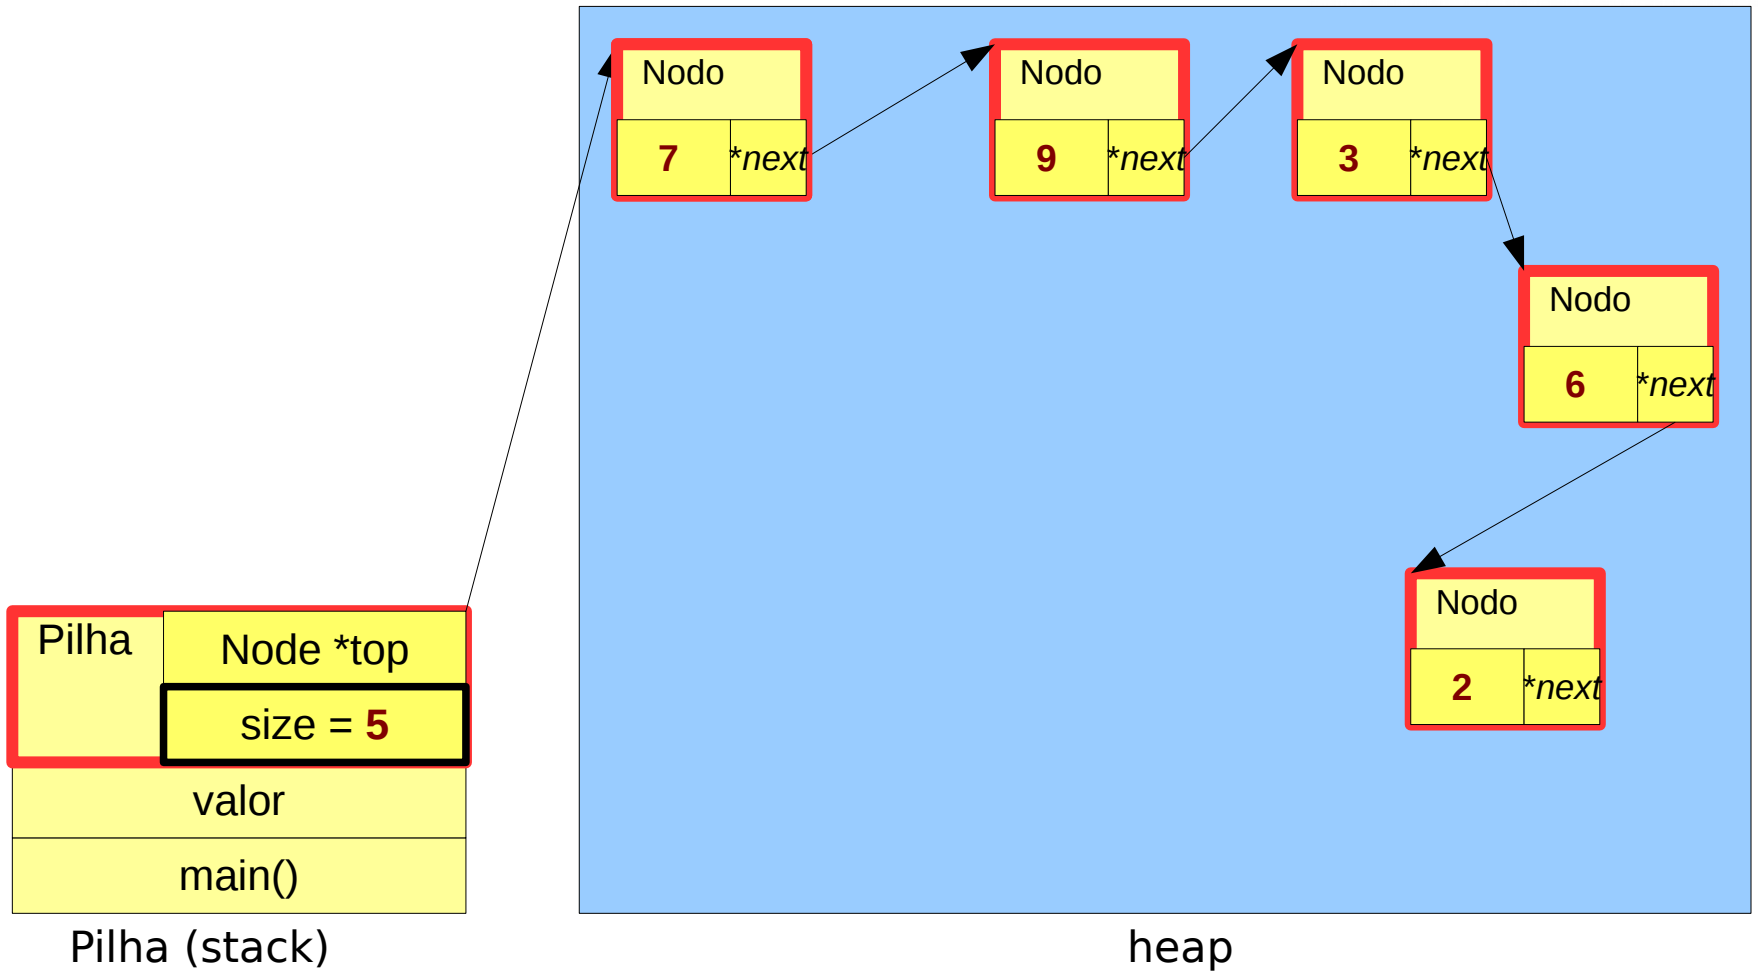 Nodo
7 *next
Nodo
9 *next
Nodo
3 *next
Nodo
6 *next
Nodo
2 *next
Pilha
Node *top
size = 5
valor
main()
Pilha (stack)
heap